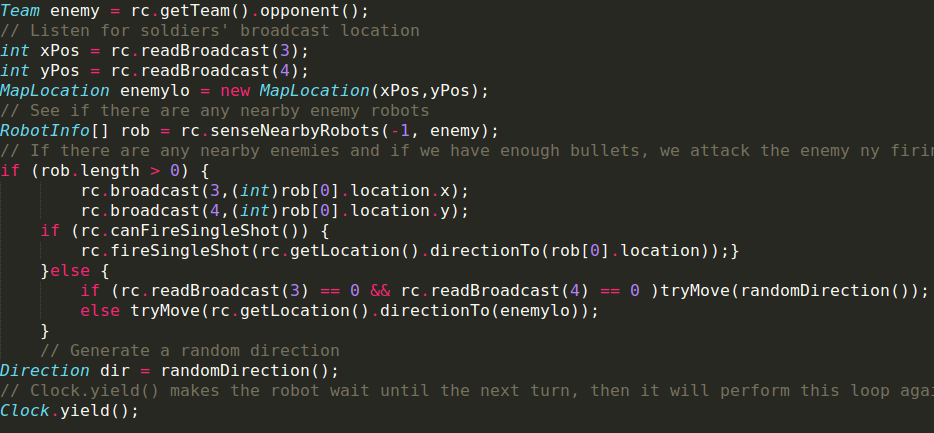 Team enemy = rc.getTeam().opponent();
// Listen for soldiers' broadcast location
int xPos = rc.readBroadcast(3);
int yPos = rc.readBroadcast(4);
MapLocation enemylo = new MapLocation(xPos,yPos);
// See if there are any nearby enemy robots
RobotInfo[] rob = rc.senseNearbyRobots(-1, enemy);
// If there are any nearby enemies and if we have enough bullets, we attack the enemy ny firi
if (rob.length > 0) {
        rc.broadcast(3,(int)rob[0].location.x);
        rc.broadcast(4,(int)rob[0].location.y);
    if (rc.canFireSingleShot()) {
        rc.fireSingleShot(rc.getLocation().directionTo(rob[0].location));}
    }else {
        if (rc.readBroadcast(3) == 0 && rc.readBroadcast(4) == 0 )tryMove(randomDirection());
        else tryMove(rc.getLocation().directionTo(enemylo));
    }
    // Generate a random direction
Direction dir = randomDirection();
// Clock.yield() makes the robot wait until the next turn, then it will perform this loop aga
Clock.yield();